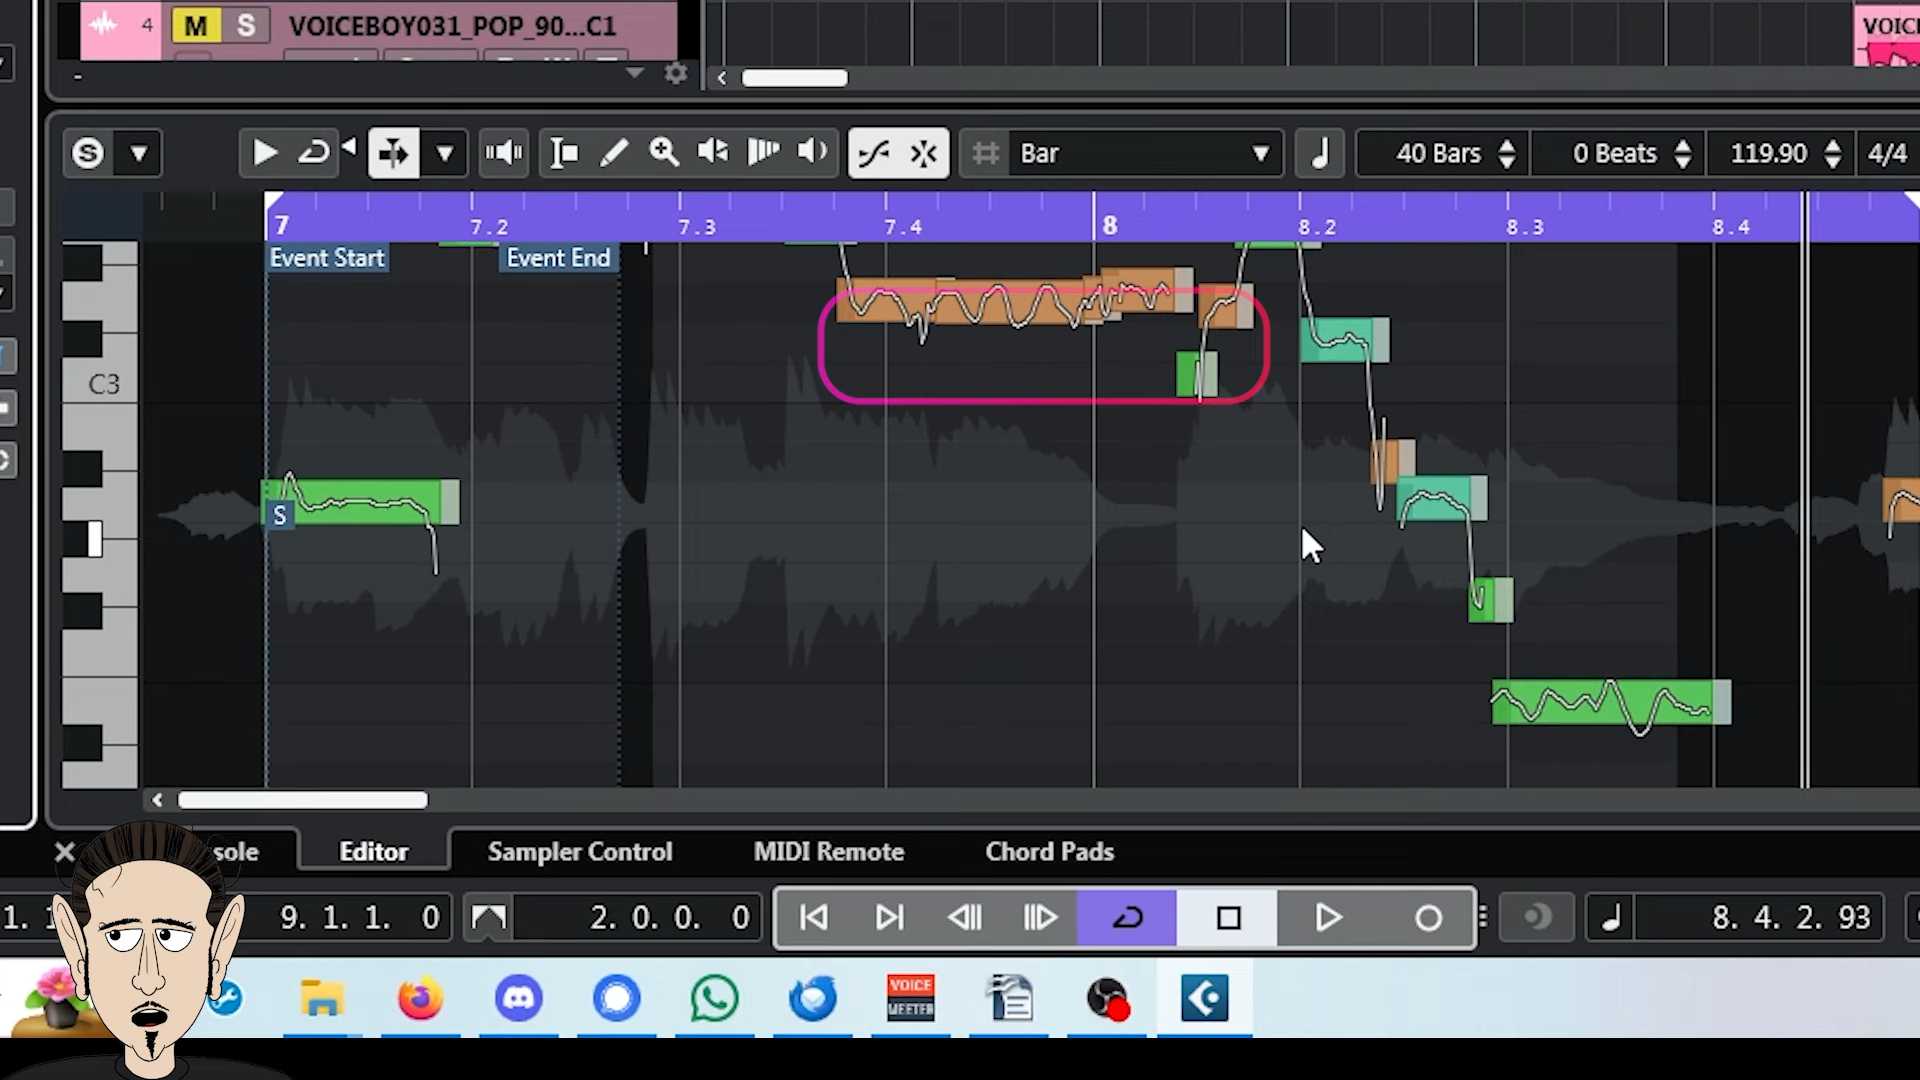 4 M S VOICEBOY031_POP_90...C1
VOIC
S Bar 40 Bars 0 Beats 119.90 4/4
7 7.2 7.3 7.4 8 8.2 8.3 8.4
Event Start Event End
C3
S
sole Editor Sampler Control MIDI Remote Chord Pads
9. 1. 1. 0 2. 0. 0. 0 8. 4. 2. 93
VOICE
MEETER